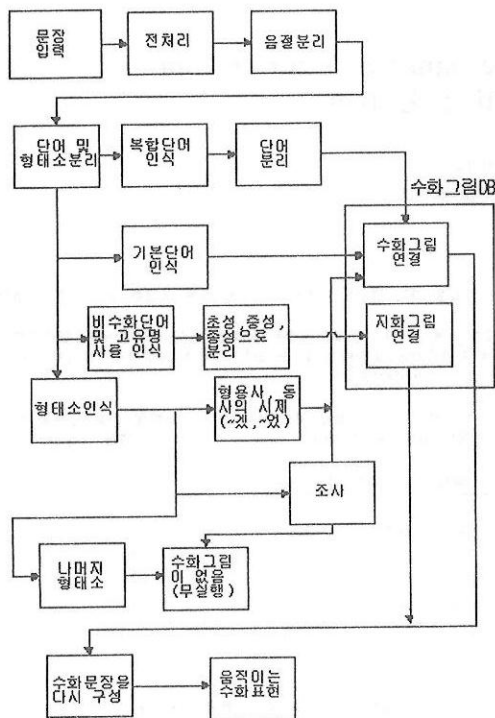 문장
입력
전처리
음절분리
단어 및
형태소분리
복합단어
인식
단어
분리
수화그림DB
기본단어
인식
수화그림
연결
비수화단어
및 고유명
사를 인식
초성,중성,
종성으로
분리
지화그림
연결
형태소인식
형용사, 동
사의 시제
(~겠,~었)
조사
나머지
형태소
수화그림
이 없음
(무실행)
수화문장을
다시 구성
움직이는
수화표현